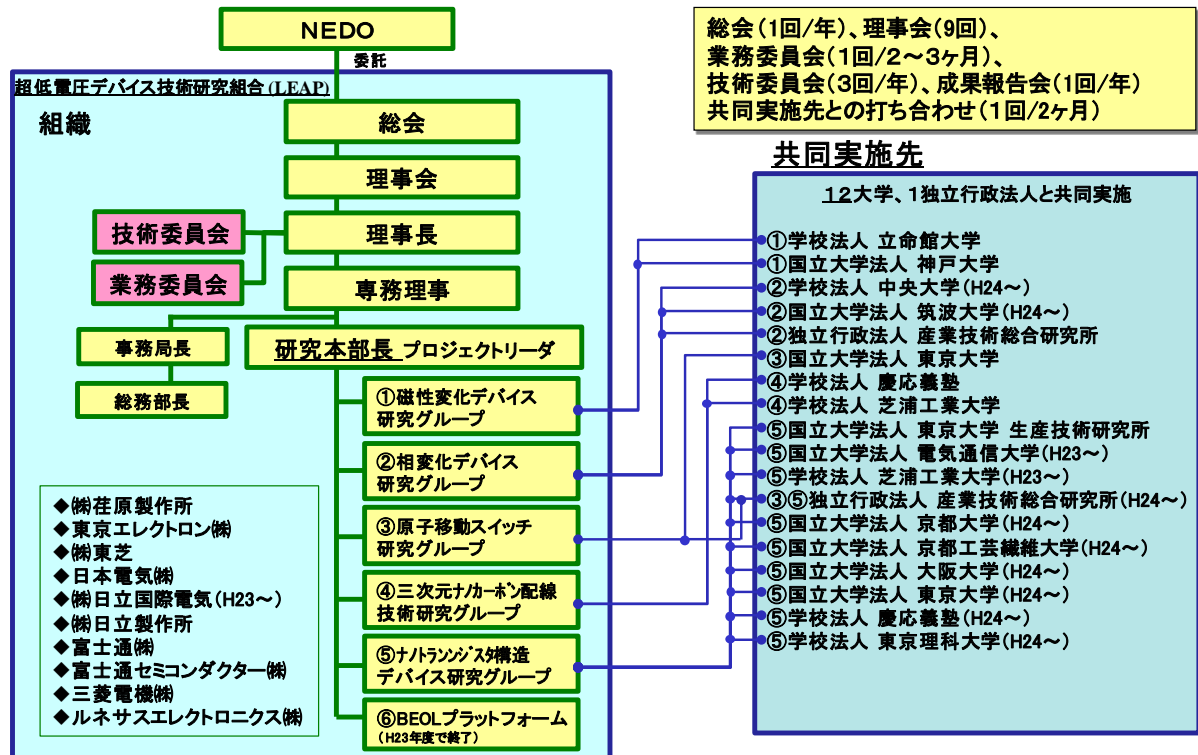 NEDO
委託
超低電圧デバイス技術研究組合(LEAP)
組織
総会
理事会
理事長
技術委員会
業務委員会
専務理事
事務局長
総務部長
研究本部長 プロジェクトリーダ
①磁性変化デバイス
研究グループ
②相変化デバイス
研究グループ
③原子移動スイッチ
研究グループ
④三次元ナノカーボン配線
技術研究グループ
⑤ナノトランンジスタ構造
デバイス研究グループ
⑥BEOLプラットフォーム
(H23年度で終了)
◆㈱荏原製作所
◆東京エレクトロン㈱
◆㈱東芝
◆日本電気㈱
◆㈱日立国際電気(H23~)
◆㈱日立製作所
◆富士通㈱
◆富士通セミコンダクター㈱
◆三菱電機㈱
◆ルネサスエレクトロニクス㈱
総会(1回/年)、理事会(9回)、
業務委員会(1回/2~3ヶ月)、
技術委員会(3回/年)、成果報告会(1回/年)
共同実施先との打ち合わせ(1回/2ヶ月)
共同実施先
12大学、1独立行政法人と共同実施
①学校法人 立命館大学
①国立大学法人 神戸大学
②学校法人 中央大学(H24~)
②国立大学法人 筑波大学(H24~)
②独立行政法人 産業技術総合研究所
③国立大学法人 東京大学
④学校法人 慶応義塾
④学校法人 芝浦工業大学
⑤国立大学法人 東京大学 生産技術研究所
⑤国立大学法人 電気通信大学(H23~)
⑤学校法人 芝浦工業大学(H23~)
③⑤独立行政法人 産業技術総合研究所(H24~)
⑤国立大学法人 京都大学(H24~)
⑤国立大学法人 京都工芸繊維大学(H24~)
⑤国立大学法人 大阪大学(H24~)
⑤国立大学法人 東京大学(H24~)
⑤学校法人 慶応義塾(H24~)
⑤学校法人 東京理科大学(H24~)